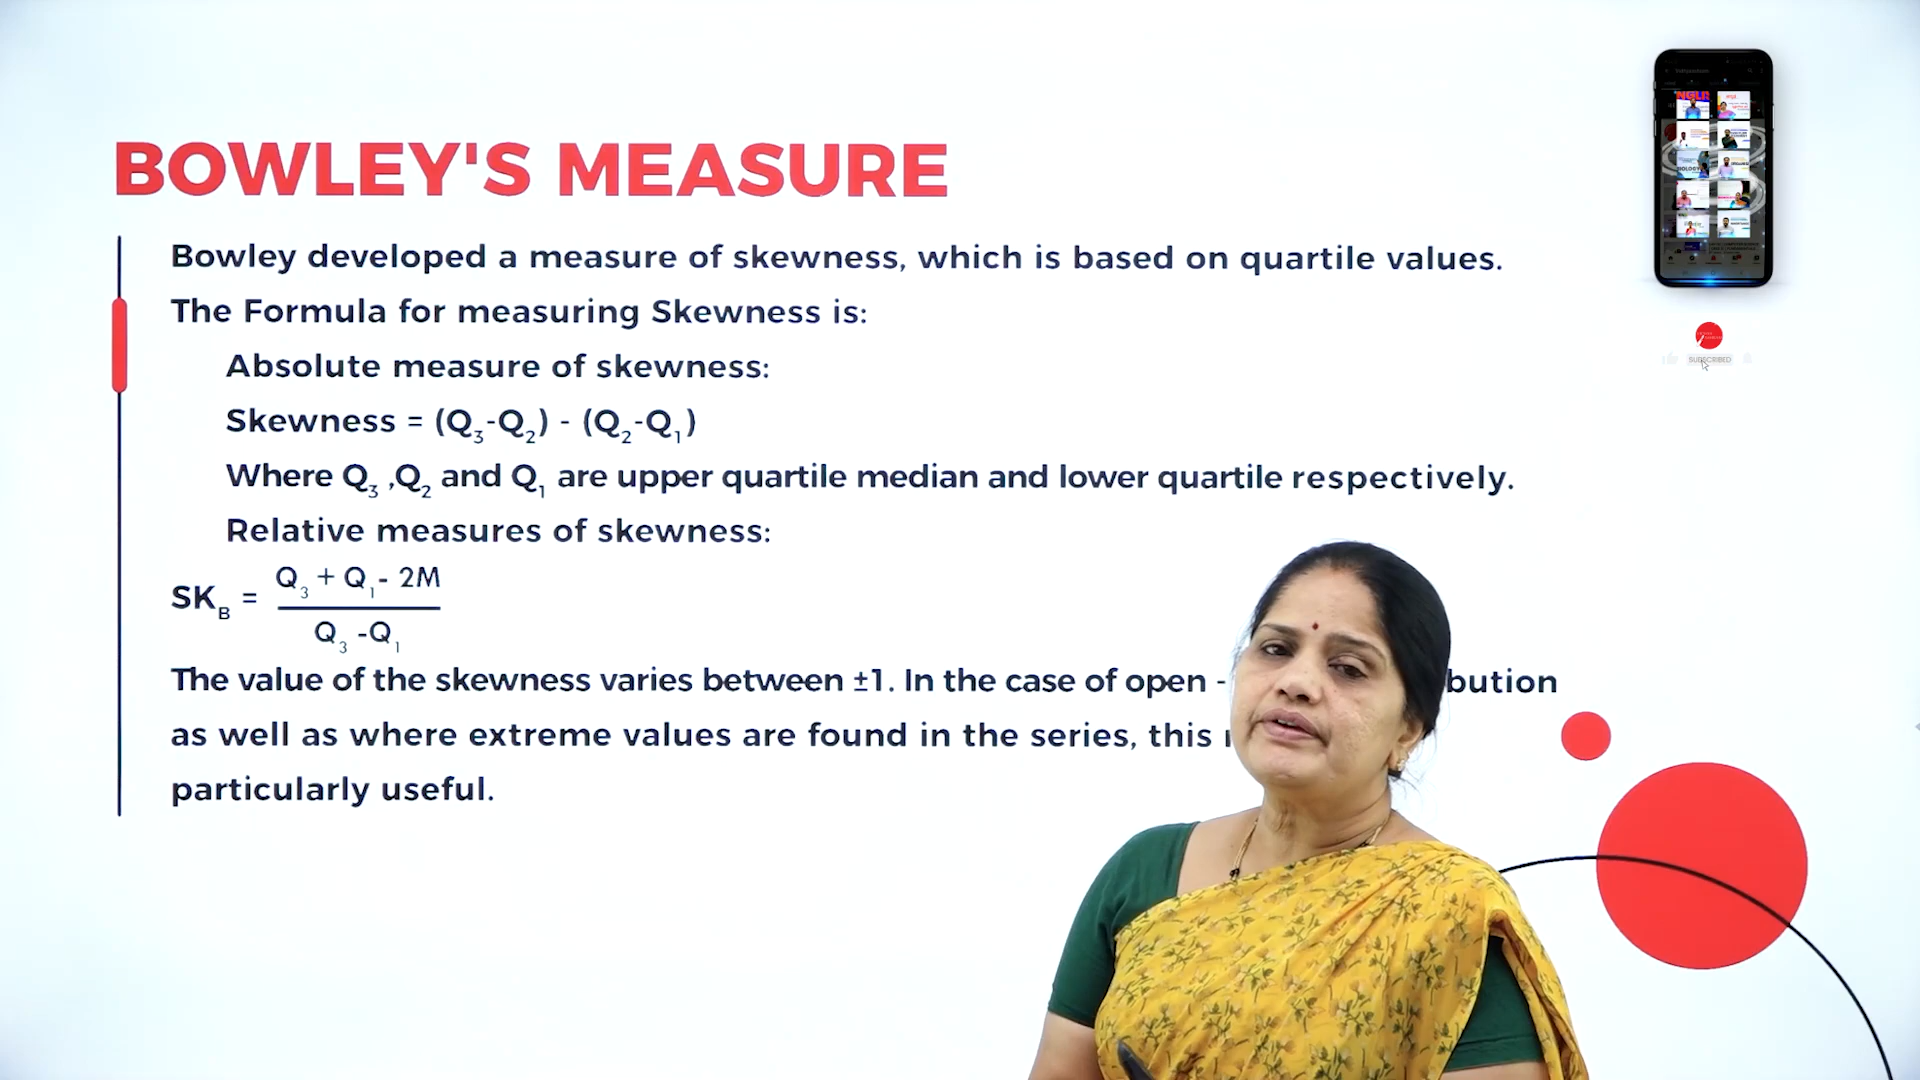 BOWLEY'S MEASURE
Bowley developed a measure of skewness, which is based on quartile values.
The Formula for measuring Skewness is:
Absolute measure of skewness:
Skewness = (Q₃-Q₂) - (Q₂-Q₁)
Where Q₃ ,Q₂ and Q₁ are upper quartile median and lower quartile respectively.
Relative measures of skewness:
SK_B = 
Q₃ + Q₁- 2M
Q₃ -Q₁
The value of the skewness varies between ±1. In the case of open - bution
as well as where extreme values are found in the series, this
particularly useful.
SUBSCRIBED